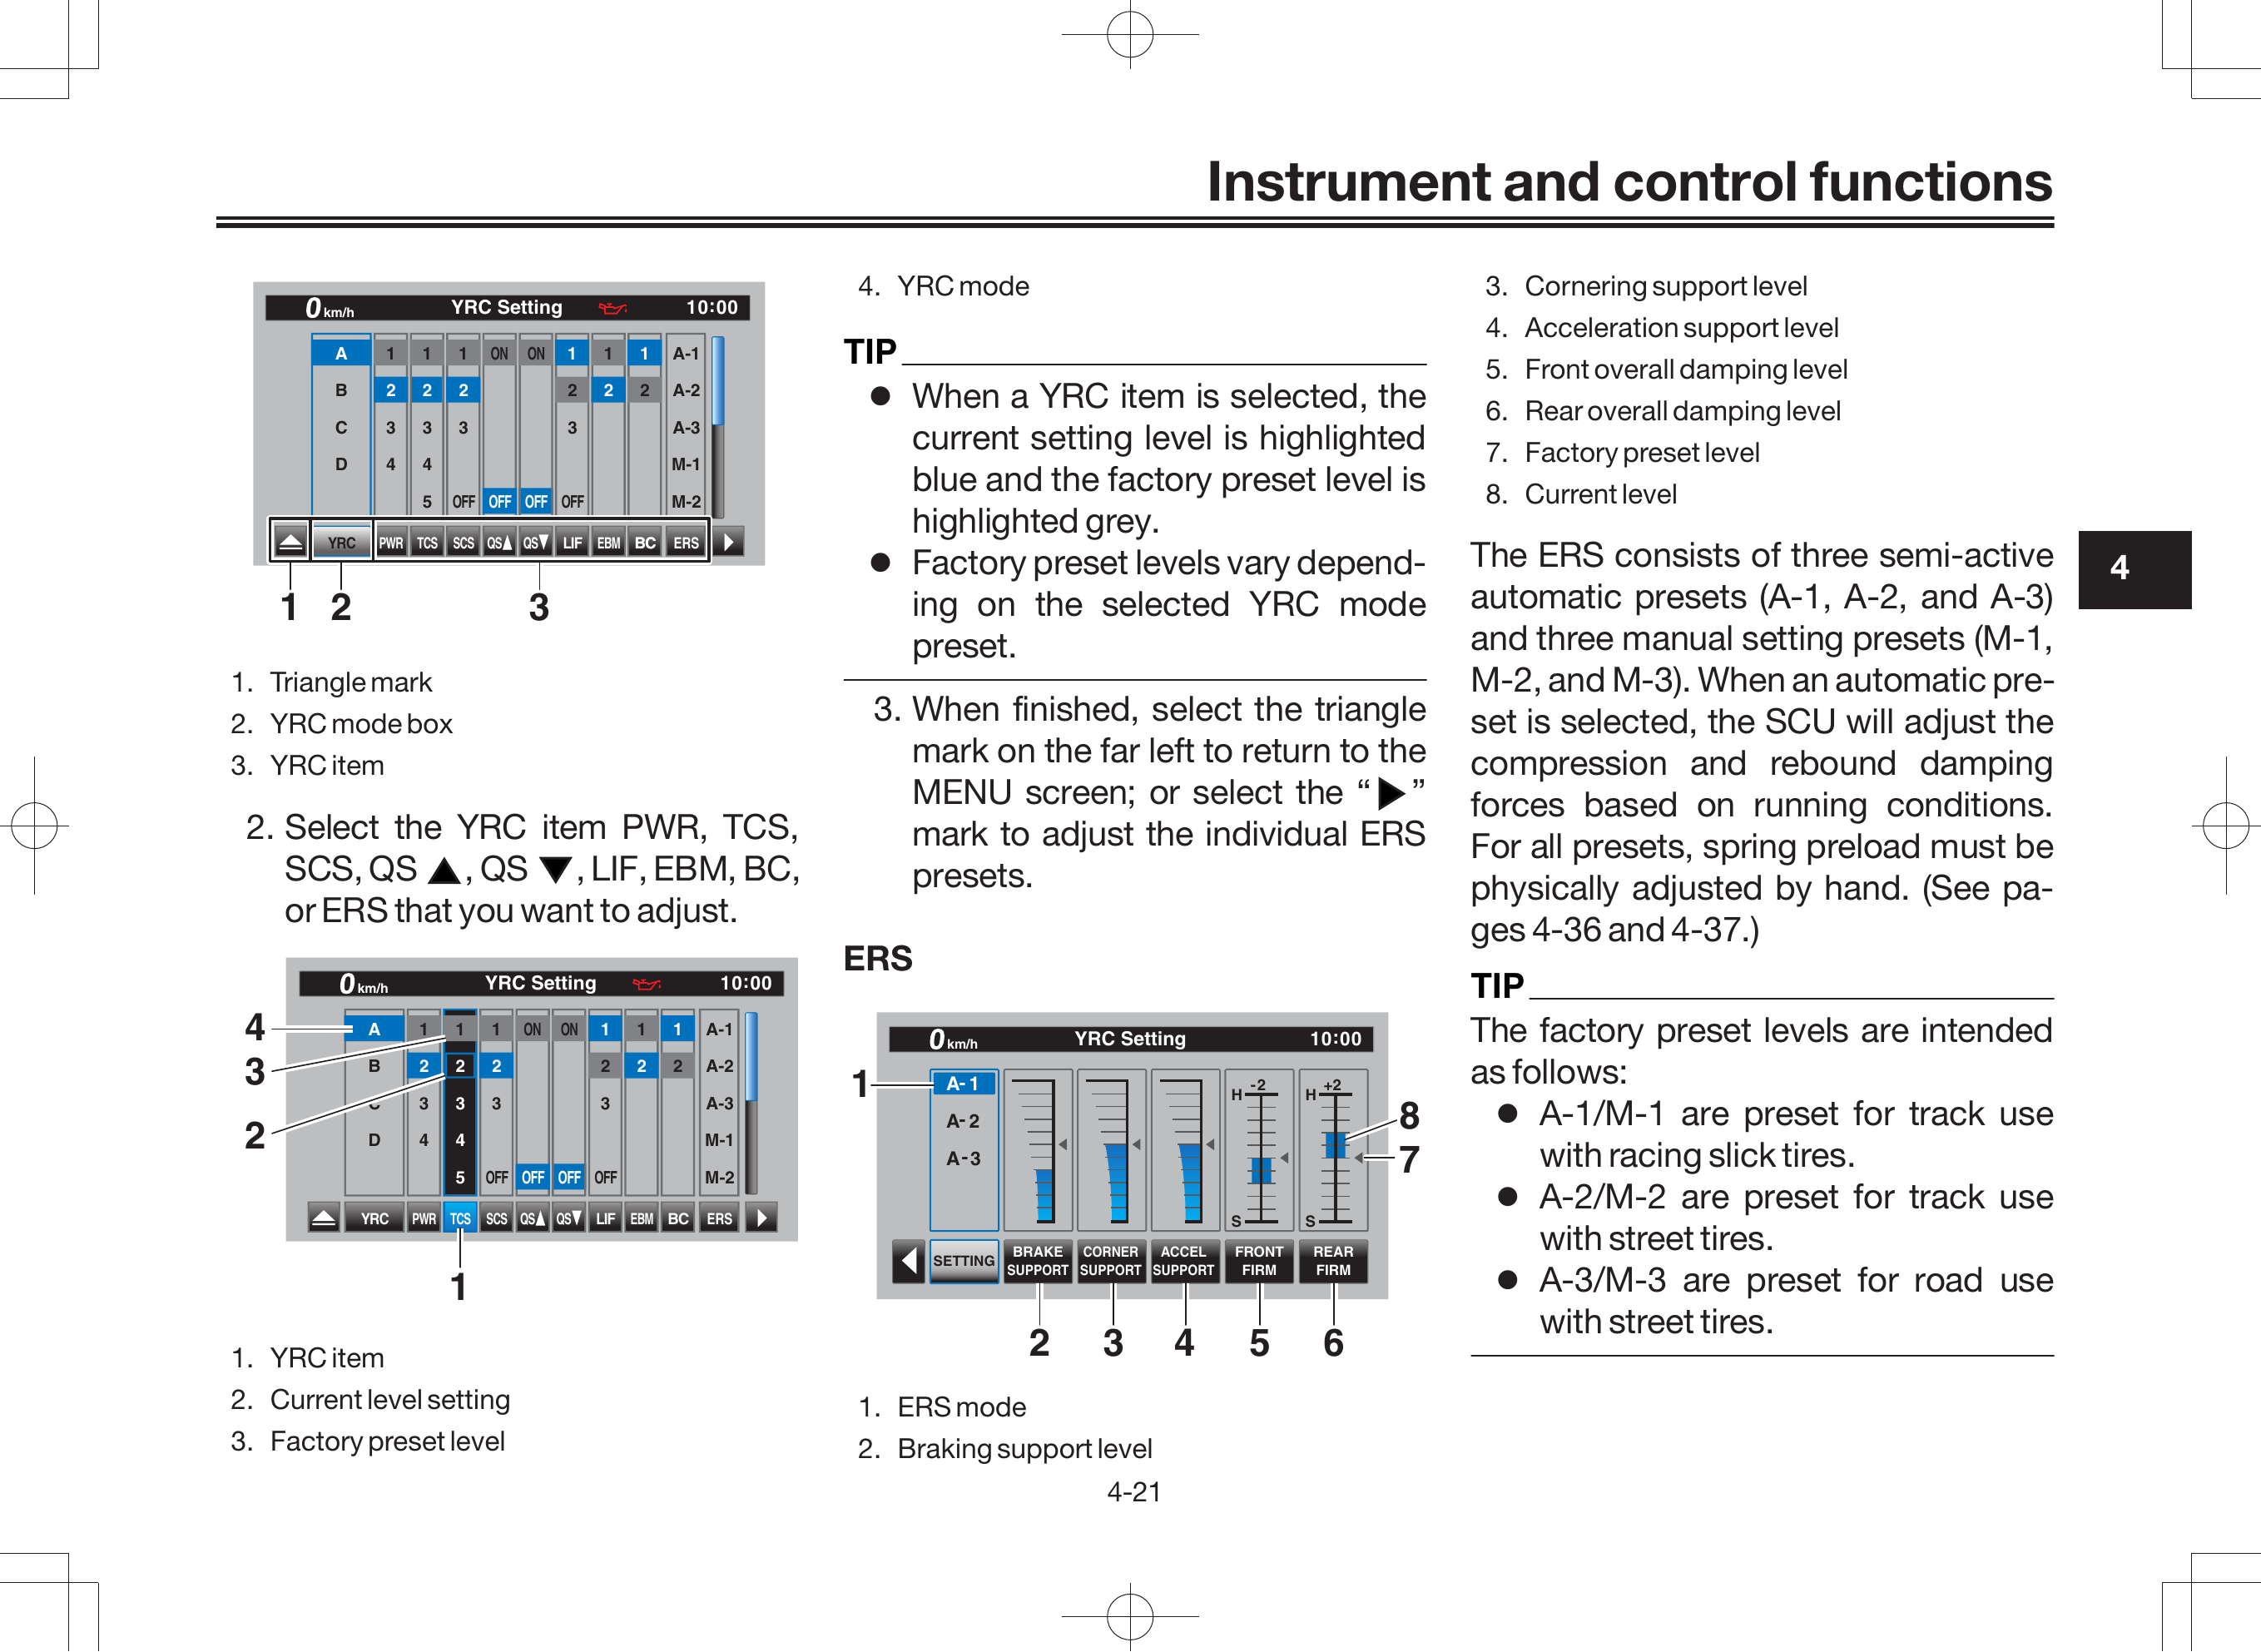 Instrument and control functions
0 km/h YRC Setting 10:00
A 1 1 1 ON ON 1 1 1 A-1
B 2 2 2 2 2 2 A-2
C 3 3 3 3 A-3
D 4 4 M-1
5 OFF OFF OFF OFF M-2
YRC PWR TCS SCS QS▲ QS▼ LIF EBM BC ERS
1 2 3
1. Triangle mark
2. YRC mode box
3. YRC item
2. Select the YRC item PWR, TCS,
SCS, QS ▲, QS ▼, LIF, EBM, BC,
or ERS that you want to adjust.
0 km/h YRC Setting 10:00
4 A 1 1 1 ON ON 1 1 1 A-1
3 B 2 2 2 2 2 2 A-2
C 3 3 3 3 A-3
2 D 4 4 M-1
5 OFF OFF OFF OFF M-2
YRC PWR TCS SCS QS▲ QS▼ LIF EBM BC ERS
1
1. YRC item
2. Current level setting
3. Factory preset level
4. YRC mode
TIP
● When a YRC item is selected, the
current setting level is highlighted
blue and the factory preset level is
highlighted grey.
● Factory preset levels vary depend-
ing on the selected YRC mode
preset.
3. When finished, select the triangle
mark on the far left to return to the
MENU screen; or select the “▶”
mark to adjust the individual ERS
presets.
ERS
0 km/h YRC Setting 10:00
1 A-1 H -2 H +2
A-2 8
A-3 7
S S
SETTING BRAKE SUPPORT CORNER SUPPORT ACCEL SUPPORT FRONT FIRM REAR FIRM
2 3 4 5 6
1. ERS mode
2. Braking support level
3. Cornering support level
4. Acceleration support level
5. Front overall damping level
6. Rear overall damping level
7. Factory preset level
8. Current level
The ERS consists of three semi-active
automatic presets (A-1, A-2, and A-3)
and three manual setting presets (M-1,
M-2, and M-3). When an automatic pre-
set is selected, the SCU will adjust the
compression and rebound damping
forces based on running conditions.
For all presets, spring preload must be
physically adjusted by hand. (See pa-
ges 4-36 and 4-37.)
TIP
The factory preset levels are intended
as follows:
● A-1/M-1 are preset for track use
with racing slick tires.
● A-2/M-2 are preset for track use
with street tires.
● A-3/M-3 are preset for road use
with street tires.
4
4-21